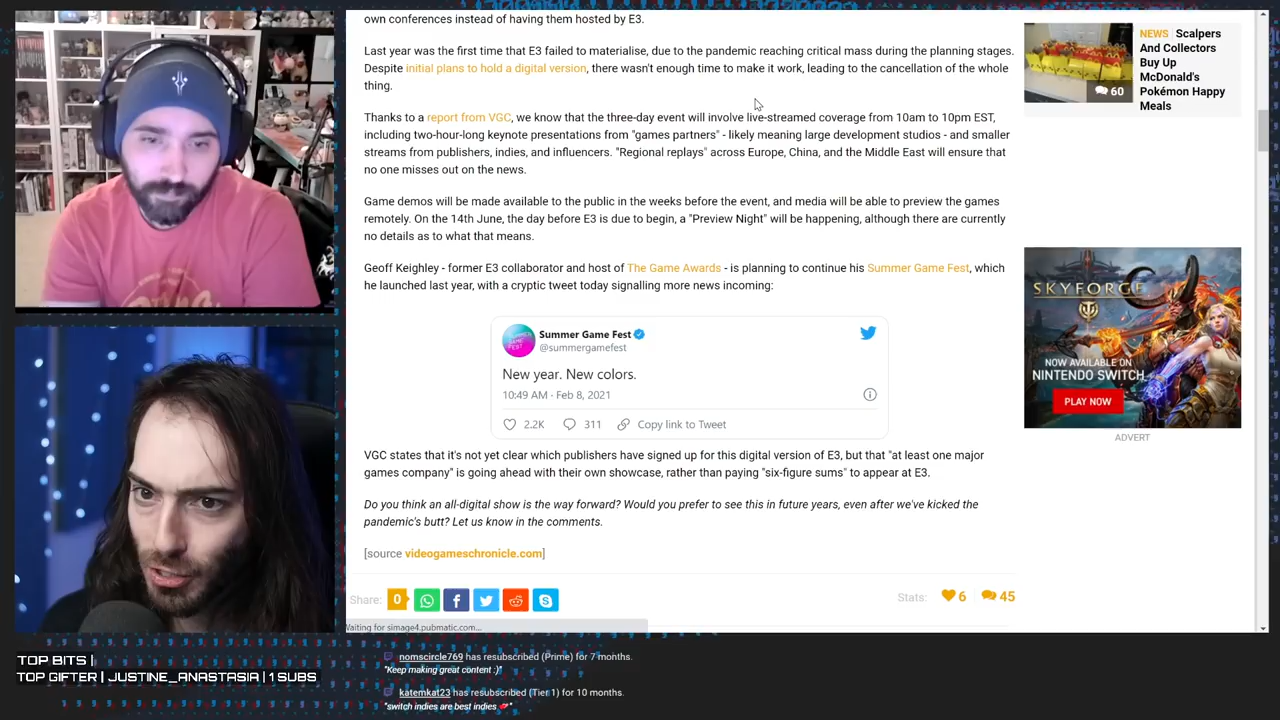 own conferences instead of having them hosted by E3.
Last year was the first time that E3 failed to materialise, due to the pandemic reaching critical mass during the planning stages.
Despite initial plans to hold a digital version, there wasn't enough time to make it work, leading to the cancellation of the whole
thing.
Thanks to a report from VGC, we know that the three-day event will involve live-streamed coverage from 10am to 10pm EST,
including two-hour-long keynote presentations from "games partners" - likely meaning large development studios - and smaller
streams from publishers, indies, and influencers. "Regional replays" across Europe, China, and the Middle East will ensure that
no one misses out on the news.
Game demos will be made available to the public in the weeks before the event, and media will be able to preview the games
remotely. On the 14th June, the day before E3 is due to begin, a "Preview Night" will be happening, although there are currently
no details as to what that means.
Geoff Keighley - former E3 collaborator and host of The Game Awards - is planning to continue his Summer Game Fest, which
he launched last year, with a cryptic tweet today signalling more news incoming:
SUMMER
GAME
FEST
Summer Game Fest
@summergamefest
New year. New colors.
10:49 AM · Feb 8, 2021
2.2K 311 Copy link to Tweet
VGC states that it's not yet clear which publishers have signed up for this digital version of E3, but that "at least one major
games company" is going ahead with their own showcase, rather than paying "six-figure sums" to appear at E3.
Do you think an all-digital show is the way forward? Would you prefer to see this in future years, even after we've kicked the
pandemic's butt? Let us know in the comments.
[source videogameschronicle.com]
Share: 0
Stats: 6 45
Waiting for simage4.pubmatic.com...
NEWS Scalpers
And Collectors
Buy Up
McDonald's
Pokémon Happy
Meals
60
SKYFORGE
NOW AVAILABLE ON
NINTENDO SWITCH
PLAY NOW
ADVERT
TOP BITS |
TOP GIFTER | JUSTINE_ANASTASIA | 1 SUBS
nomscircle769 has resubscribed (Prime) for 7 months.
"Keep making great content :)"
katemkat23 has resubscribed (Tier 1) for 10 months.
"switch indies are best indies"